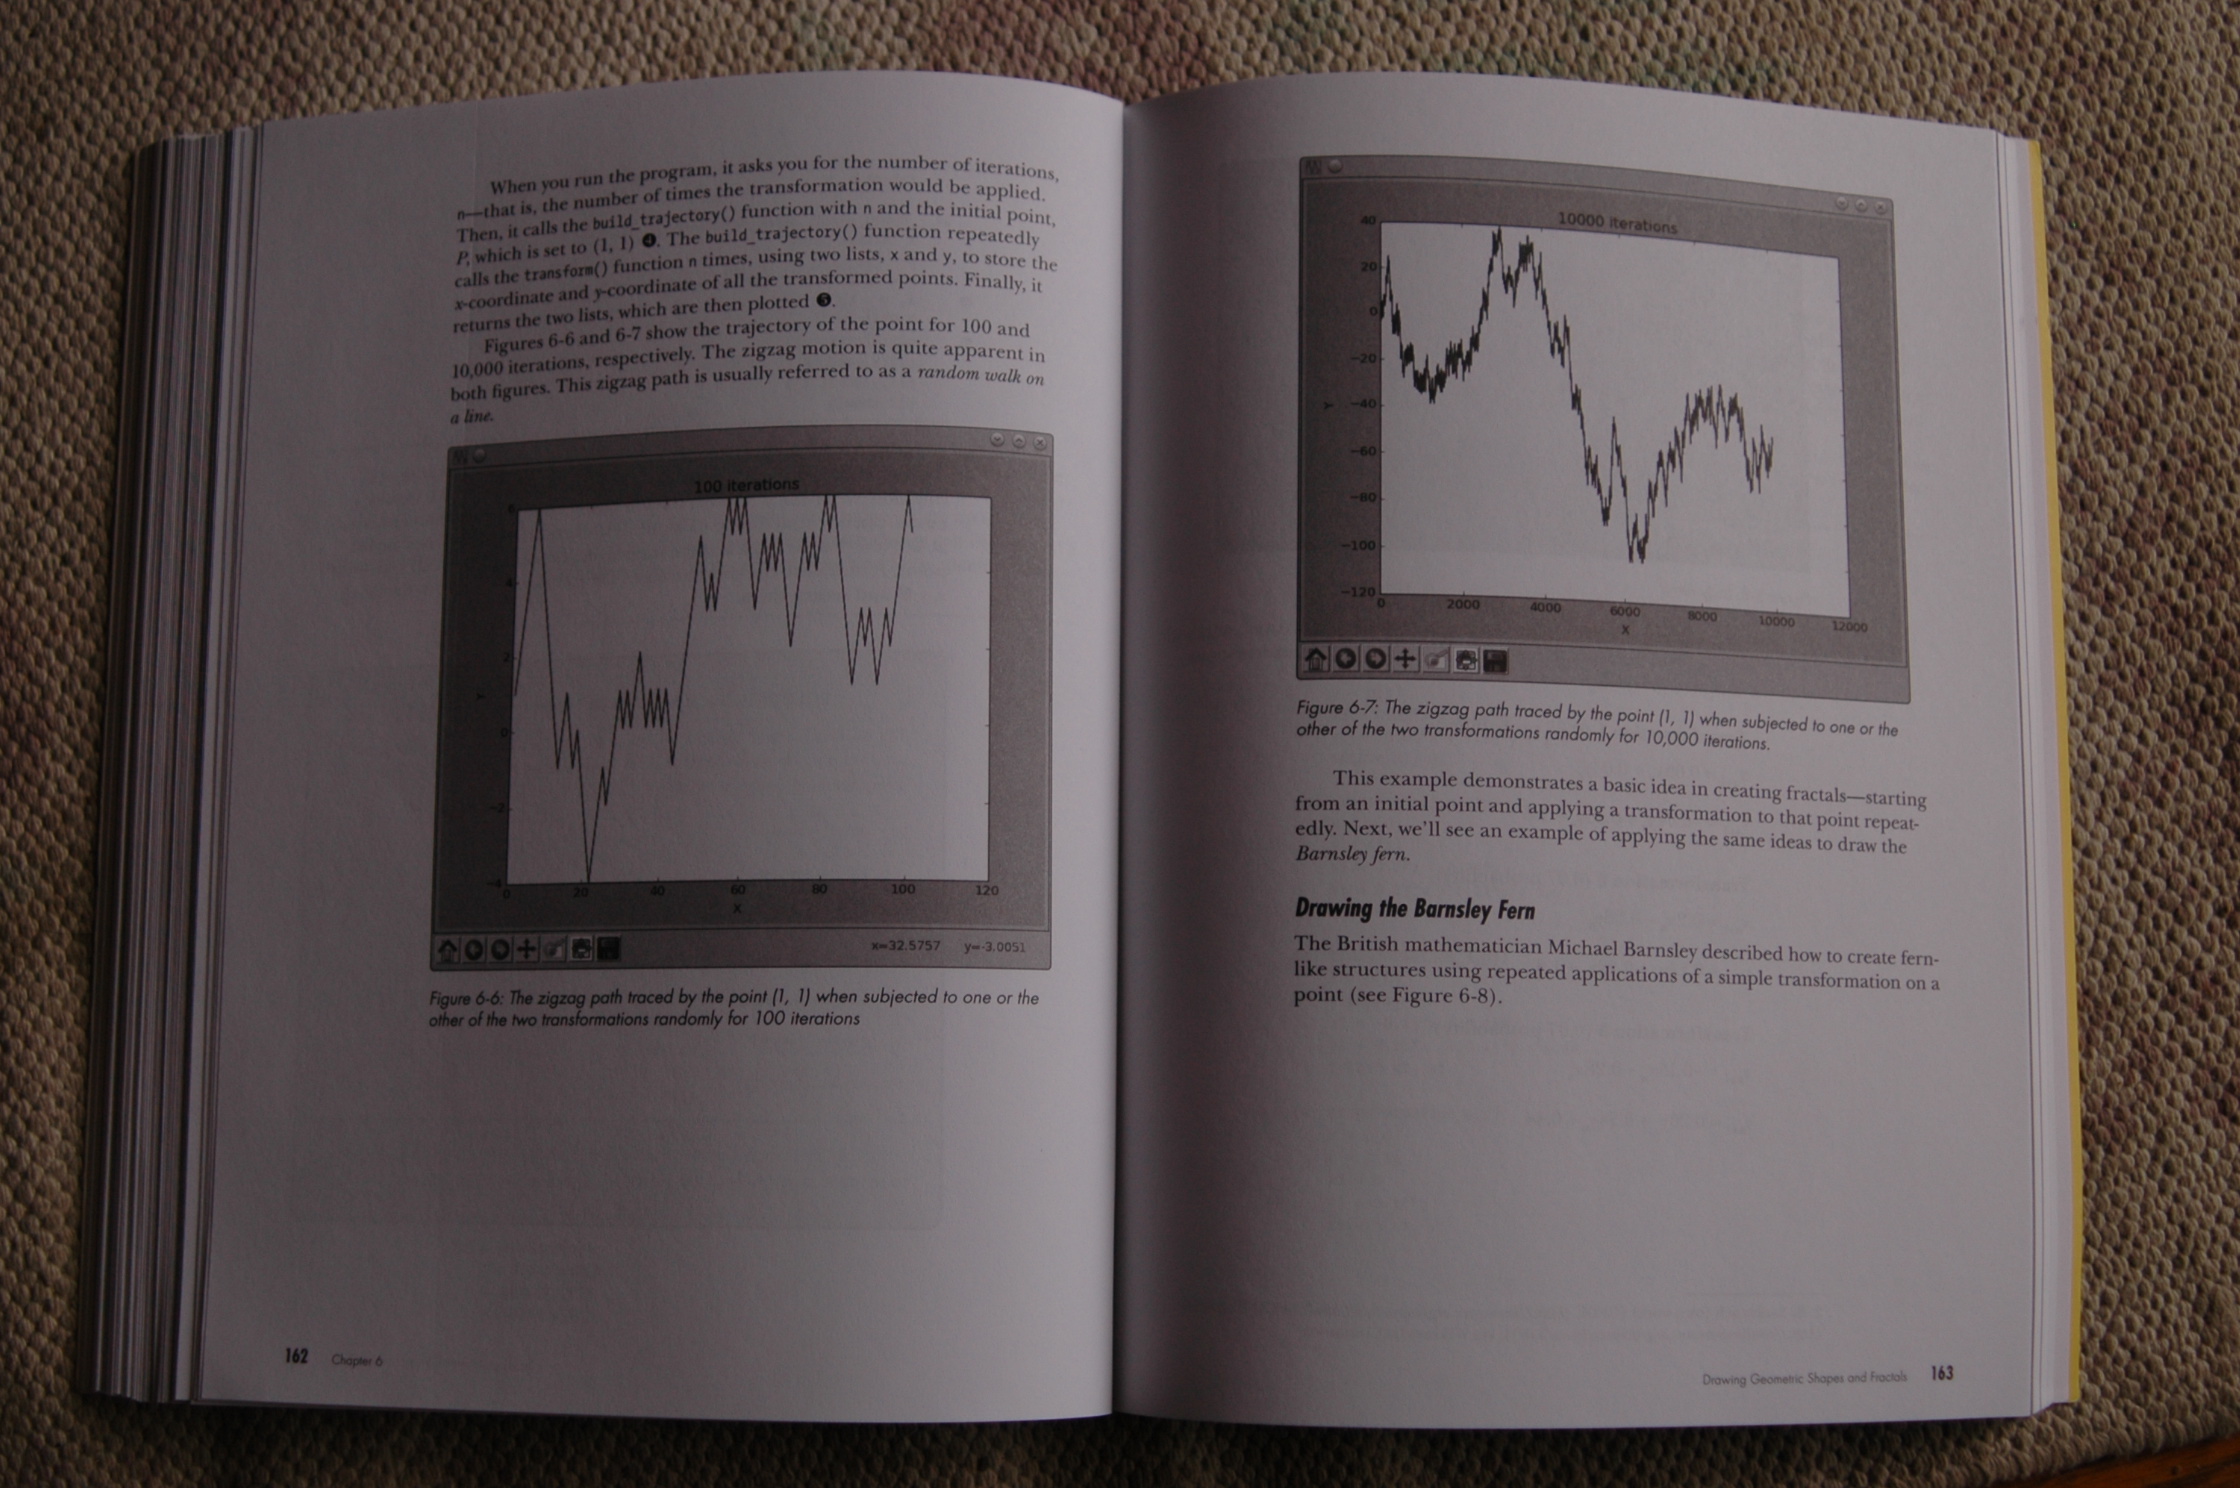 When you run the program, it asks you for the number of iterations,
n—that is, the number of times the transformation would be applied.
Then, it calls the build_trajectory() function with n and the initial point,
P, which is set to (1, 1) ❹. The build_trajectory() function repeatedly
calls the transform() function n times, using two lists, x and y, to store the
x-coordinate and y-coordinate of all the transformed points. Finally, it
returns the two lists, which are then plotted ❺.
Figures 6-6 and 6-7 show the trajectory of the point for 100 and
10,000 iterations, respectively. The zigzag motion is quite apparent in
both figures. This zigzag path is usually referred to as a random walk on
a line.
100 iterations
6
4
2
Y
0
−2
−4
0 20 40 60 80 100 120
X
x=32.5757 y=-3.0051
Figure 6-6: The zigzag path traced by the point (1, 1) when subjected to one or the
other of the two transformations randomly for 100 iterations
162 Chapter 6
10000 iterations
40
20
0
−20
Y −40
−60
−80
−100
−120
0 2000 4000 6000 8000 10000 12000
X
Figure 6-7: The zigzag path traced by the point (1, 1) when subjected to one or the
other of the two transformations randomly for 10,000 iterations.
This example demonstrates a basic idea in creating fractals—starting
from an initial point and applying a transformation to that point repeat-
edly. Next, we'll see an example of applying the same ideas to draw the
Barnsley fern.
Drawing the Barnsley Fern
The British mathematician Michael Barnsley described how to create fern-
like structures using repeated applications of a simple transformation on a
point (see Figure 6-8).
Drawing Geometric Shapes and Fractals 163